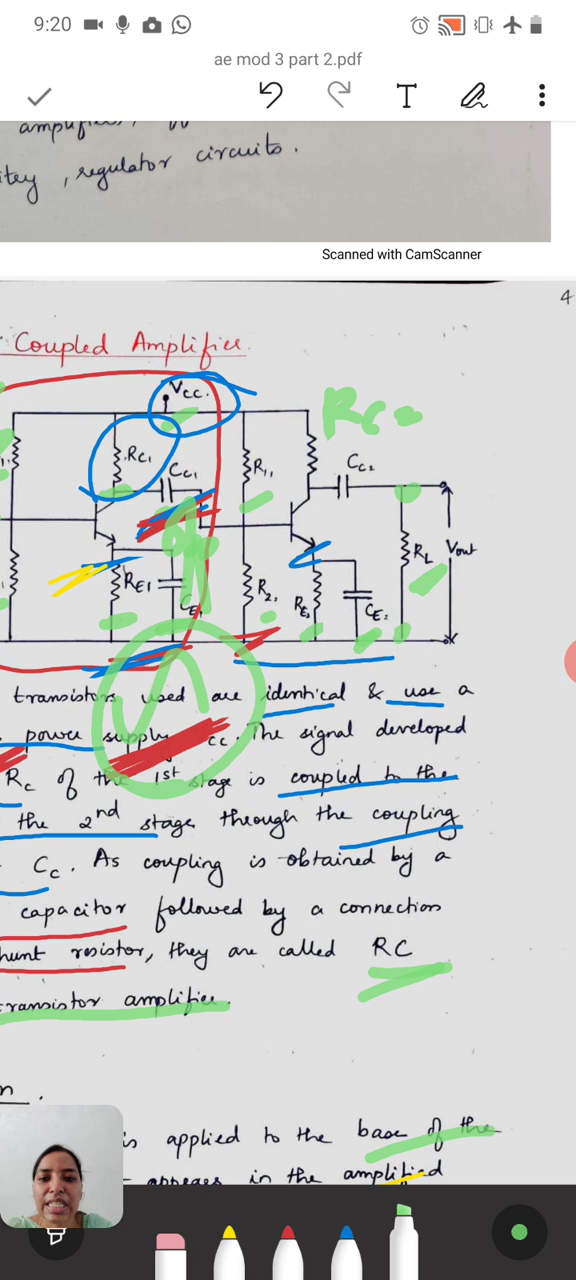 9:20
ae mod 3 part 2.pdf
T
, regulator circuits.
Scanned with CamScanner
4
Coupled Amplifier
Vcc.
RC
RC1
CC1
R11
CC2
RE1
CE1
R2,
RE2
CE2
RL
Vout
transistors used are identical & use a
power supply cc. The signal developed
Rc of the 1st stage is coupled to the
the 2nd stage through the coupling
Cc. As coupling is obtained by a
capacitor followed by a connection
hunt resistor, they are called RC
transistor amplifier.
n.
is applied to the base of the
appears in the amplified